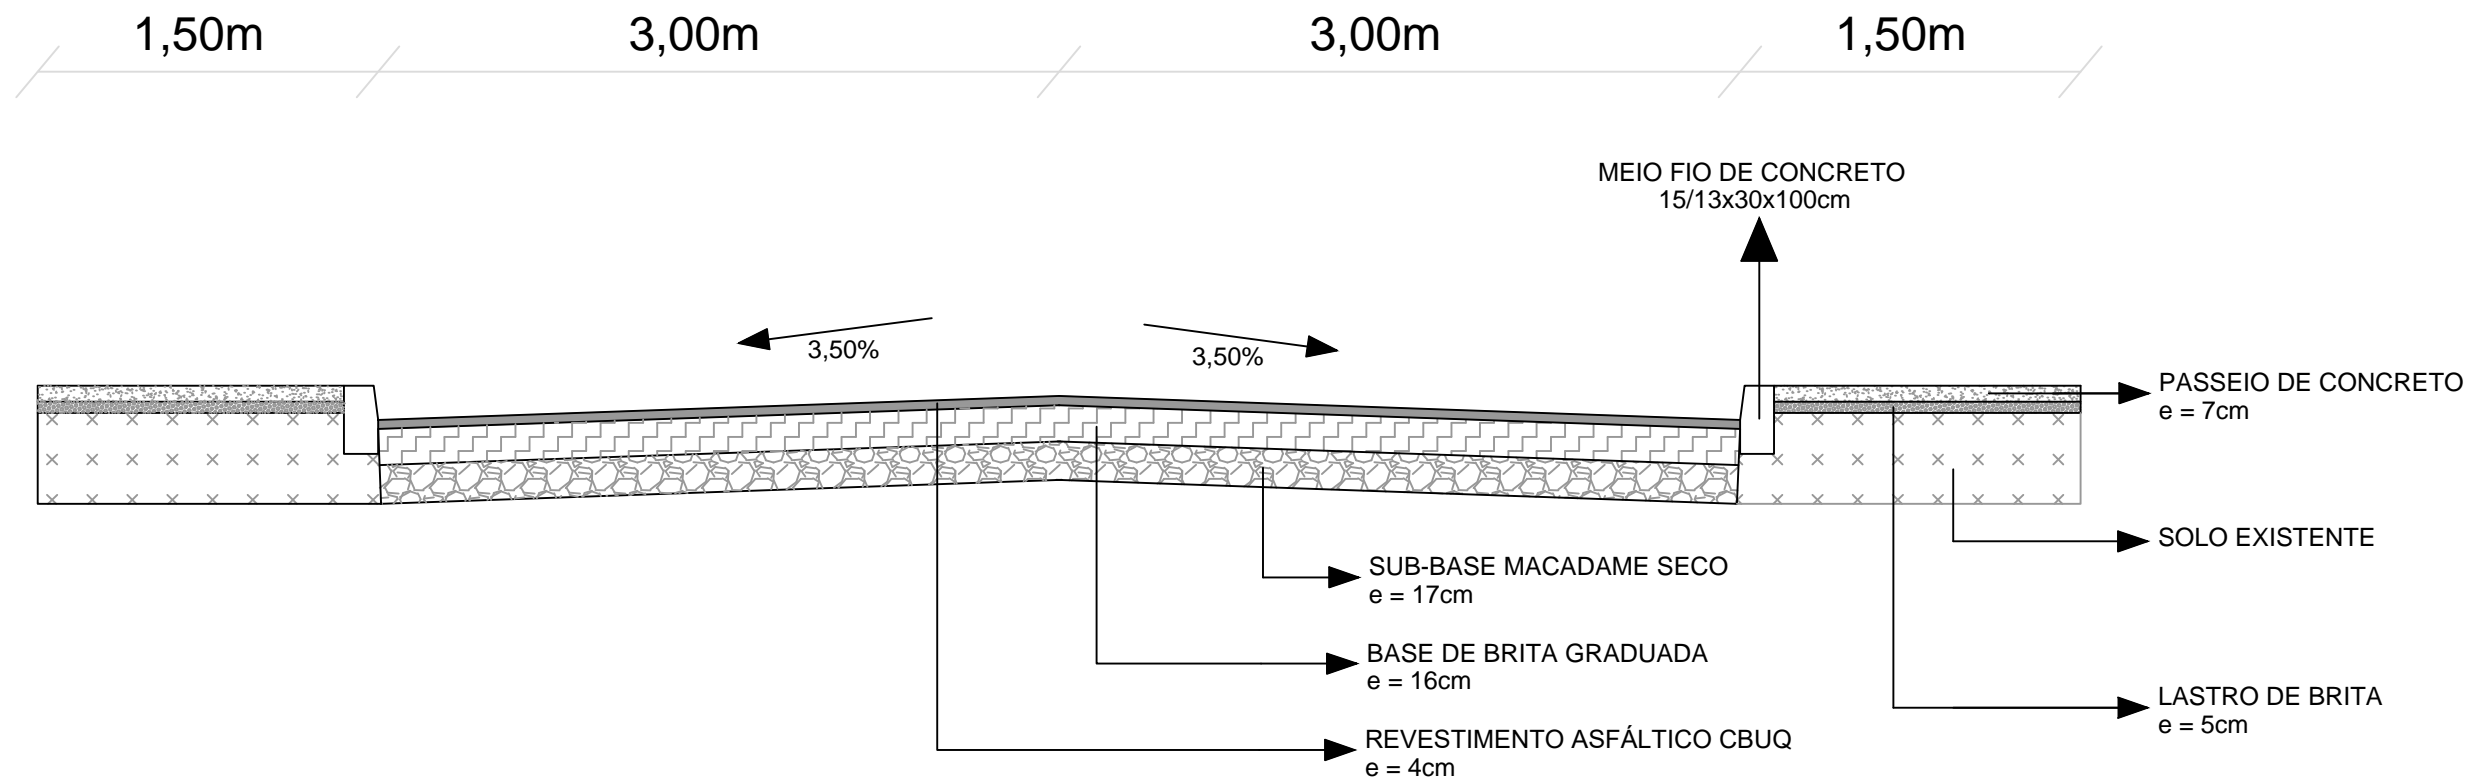 1,50m
3,00m
3,00m
1,50m
MEIO FIO DE CONCRETO
15/13x30x100cm
3,50%
3,50%
PASSEIO DE CONCRETO
e = 7cm
SOLO EXISTENTE
SUB-BASE MACADAME SECO
e = 17cm
BASE DE BRITA GRADUADA
e = 16cm
LASTRO DE BRITA
e = 5cm
REVESTIMENTO ASFÁLTICO CBUQ
e = 4cm